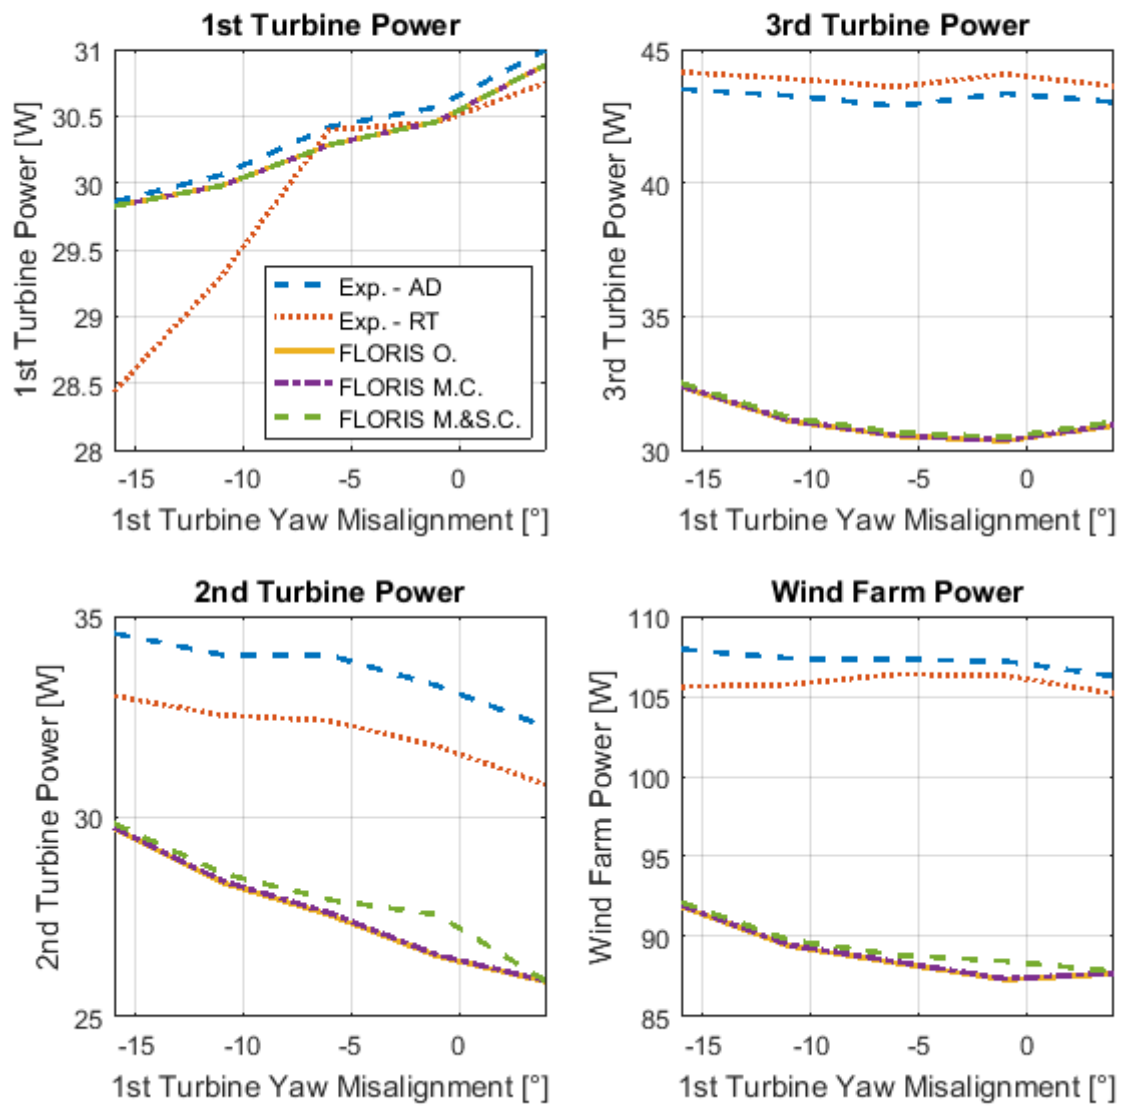 1st Turbine Power
1st Turbine Power [W]
31
30.5
30
29.5
29
28.5
28
Exp. - AD
Exp. - RT
FLORIS O.
FLORIS M.C.
FLORIS M.&S.C.
-15
-10
-5
0
1st Turbine Yaw Misalignment [°]
3rd Turbine Power
3rd Turbine Power [W]
45
40
35
30
-15
-10
-5
0
1st Turbine Yaw Misalignment [°]
2nd Turbine Power
2nd Turbine Power [W]
35
30
25
-15
-10
-5
0
1st Turbine Yaw Misalignment [°]
Wind Farm Power
Wind Farm Power [W]
110
105
100
95
90
85
-15
-10
-5
0
1st Turbine Yaw Misalignment [°]